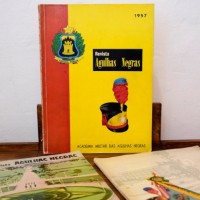 1957
Revista
Agulhas Negras
ACADEMIA MILITAR DAS AGULHAS NEGRAS
AGULHAS NEGRAS